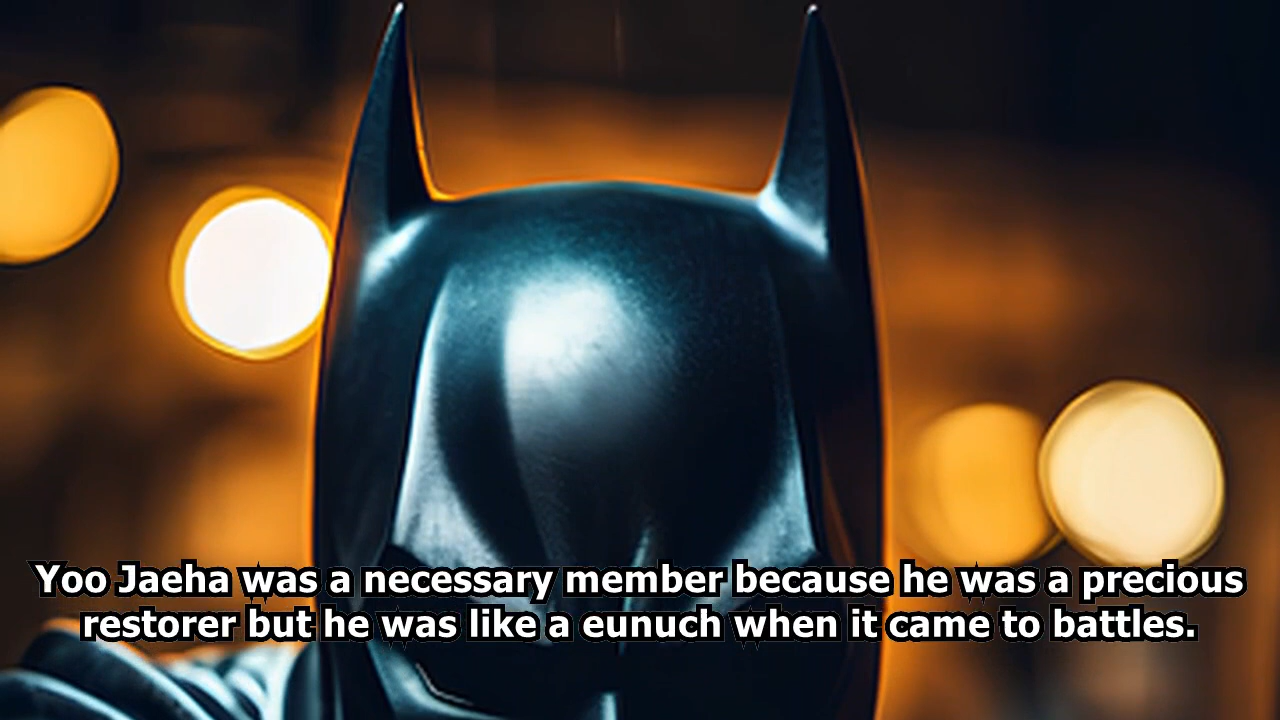 Yoo Jaeha was a necessary member because he was a precious
restorer but he was like a eunuch when it came to battles.